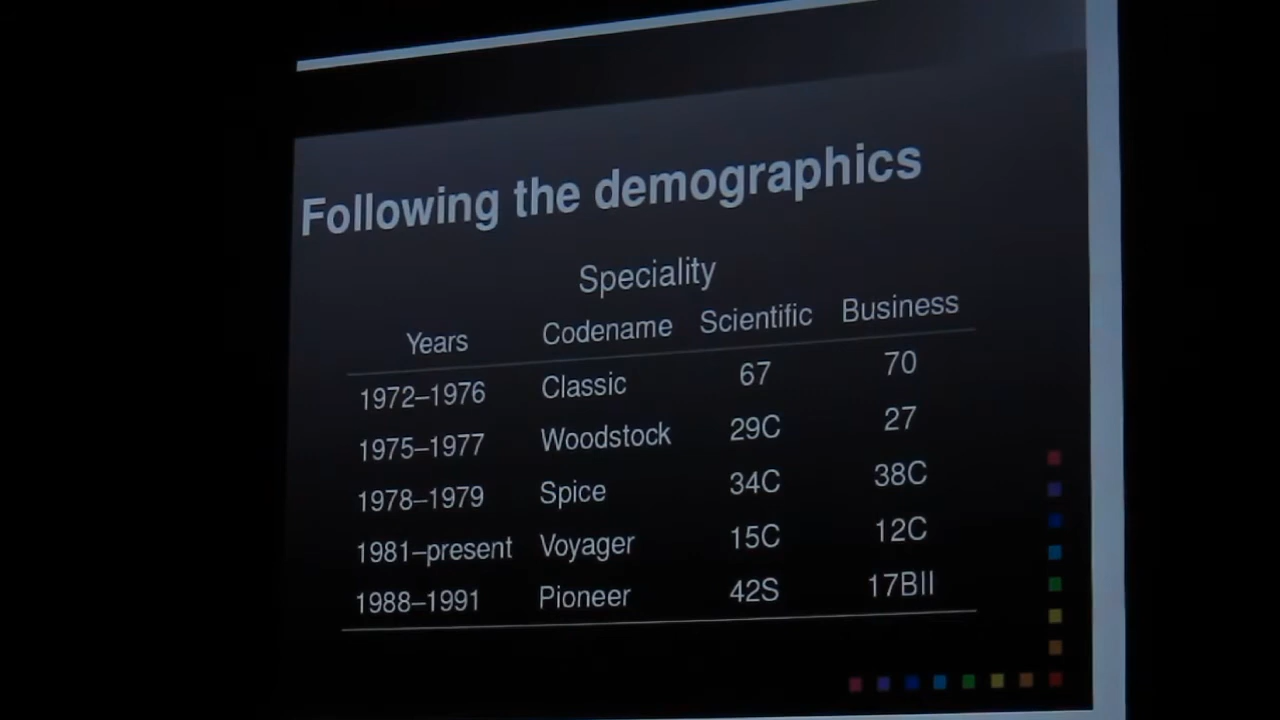 Following the demographics
Speciality
Years Codename Scientific Business
1972–1976 Classic 67 70
1975–1977 Woodstock 29C 27
1978–1979 Spice 34C 38C
1981–present Voyager 15C 12C
1988–1991 Pioneer 42S 17BII